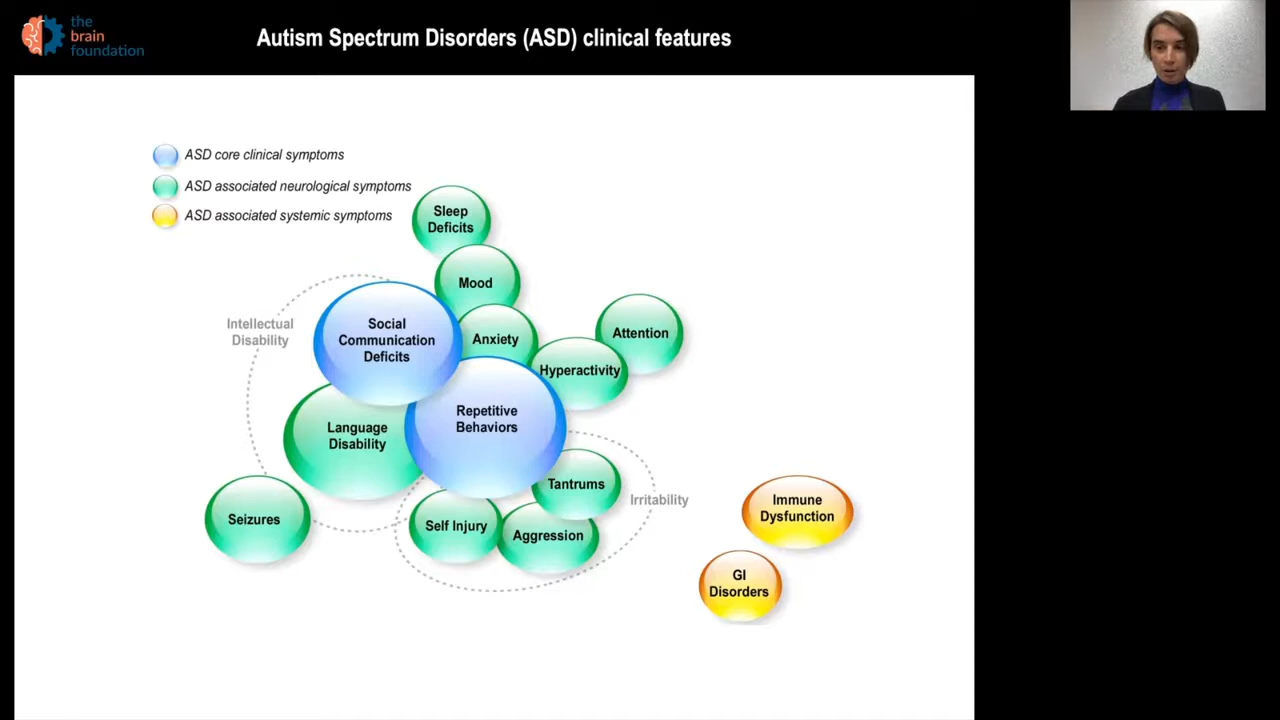 the
brain
foundation
Autism Spectrum Disorders (ASD) clinical features
ASD core clinical symptoms
ASD associated neurological symptoms
ASD associated systemic symptoms
Sleep
Deficits
Mood
Intellectual
Disability
Social
Communication
Deficits
Anxiety
Attention
Hyperactivity
Repetitive
Behaviors
Language
Disability
Tantrums
Irritability
Seizures
Self Injury
Aggression
Immune
Dysfunction
GI
Disorders